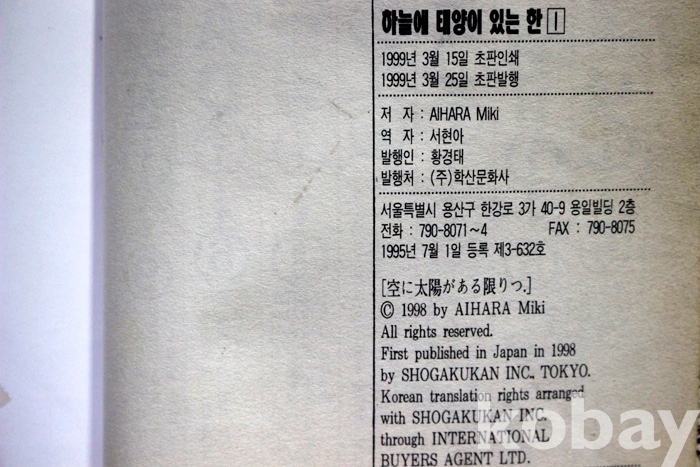 하늘에 태양이 있는 한 1
1999년 3월 15일 초판인쇄
1999년 3월 25일 초판발행
저 자 : AIHARA Miki
역 자 : 서현아
발행인 : 황경태
발행처 : (주)학산문화사
서울특별시 용산구 한강로 3가 40-9 용일빌딩 2층
전화 : 790-8071~4 FAX : 790-8075
1995년 7월 1일 등록 제3-632호
[空に太陽がある限りつ.]
© 1998 by AIHARA Miki
All rights reserved.
First published in Japan in 1998
by SHOGAKUKAN INC., TOKYO.
Korean translation rights arranged
with SHOGAKUKAN INC.
through INTERNATIONAL
BUYERS AGENT LTD.
kobay